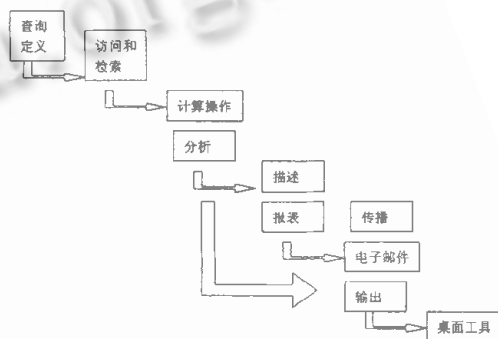 查询
定义
访问和
检索
计算操作
分析
描述
报表
传播
电子邮件
输出
桌面工具